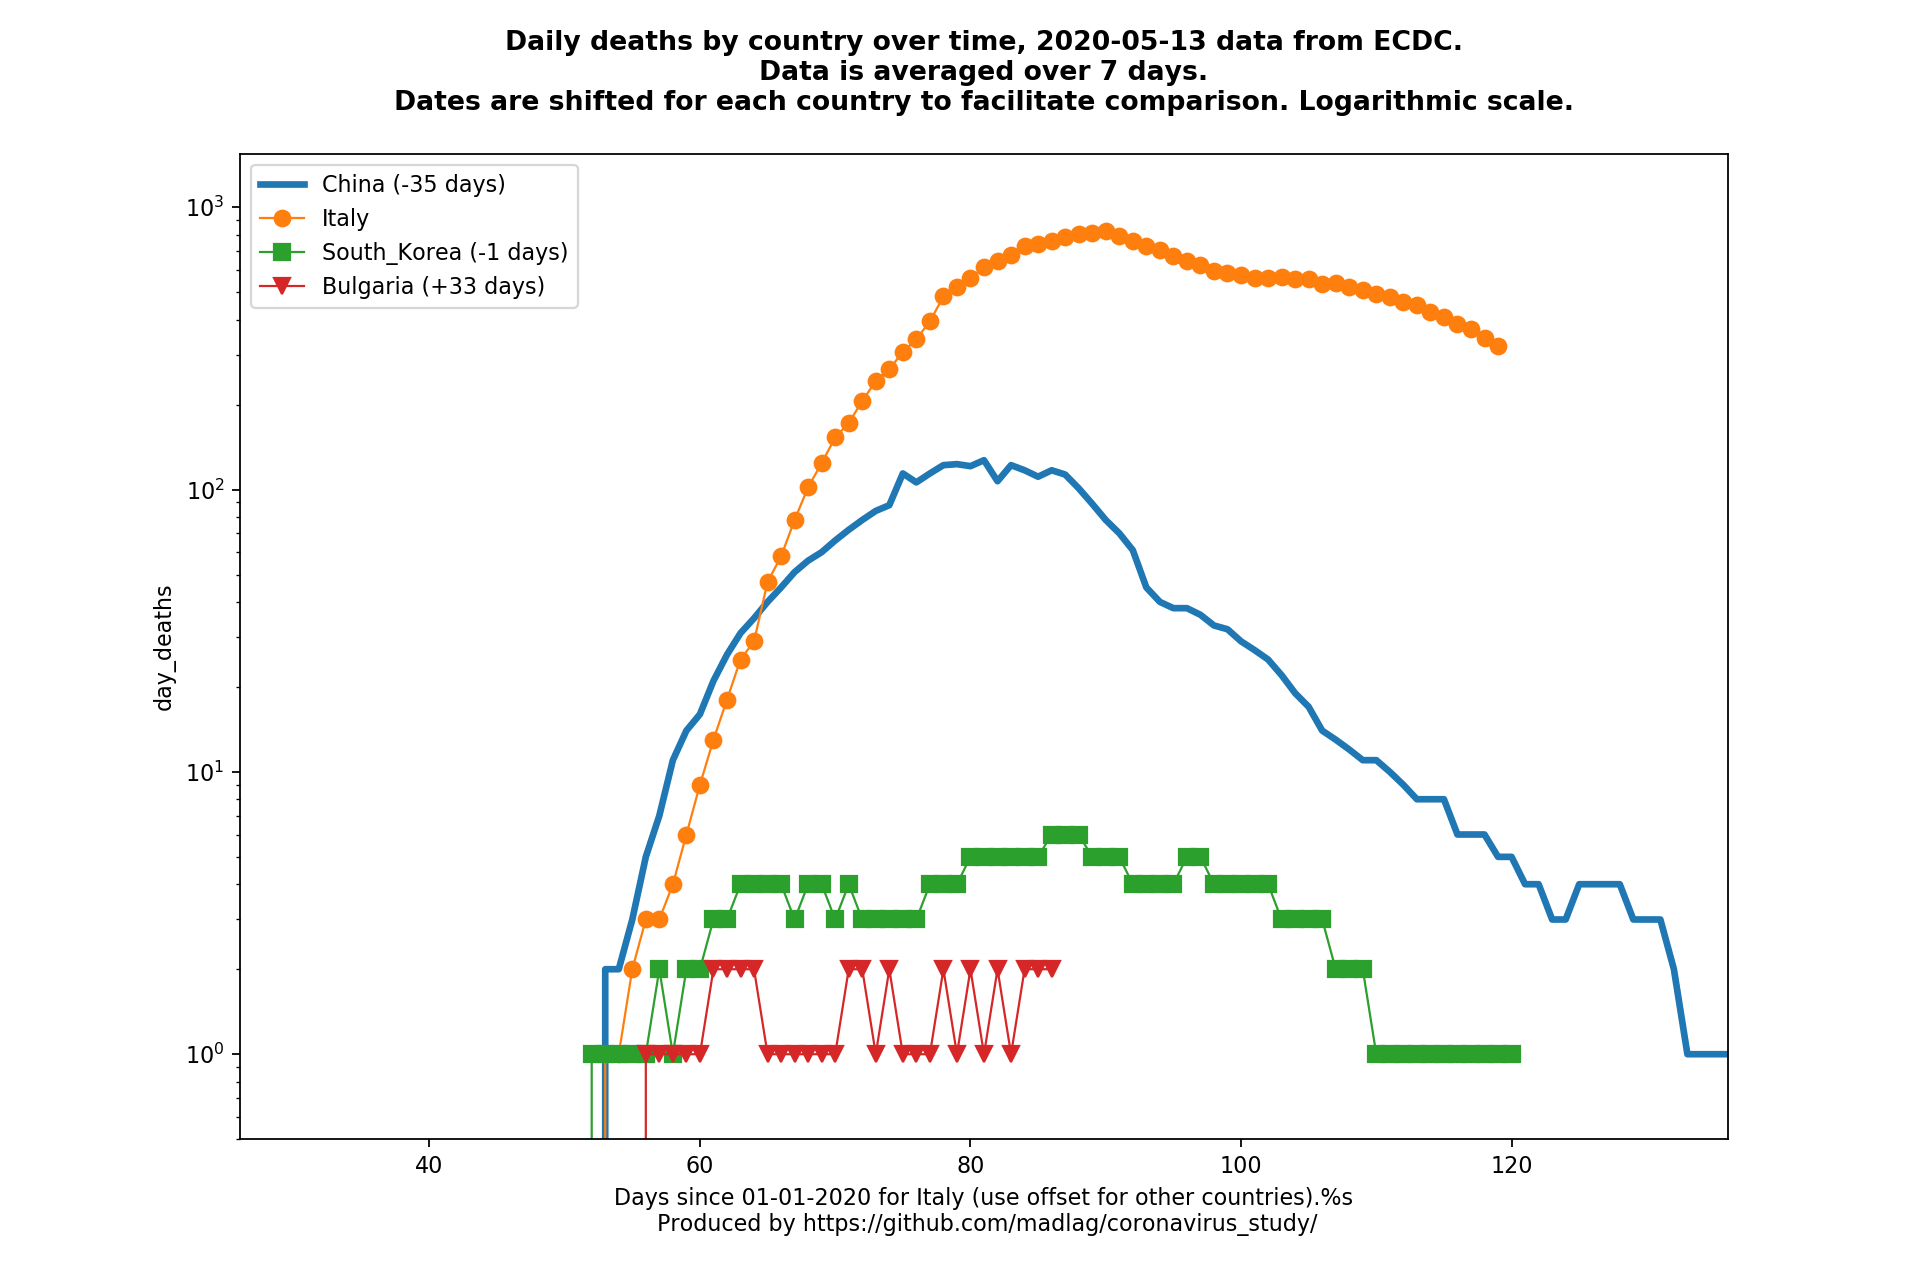 Daily deaths by country over time, 2020-05-13 data from ECDC.
Data is averaged over 7 days.
Dates are shifted for each country to facilitate comparison. Logarithmic scale.
China (-35 days)
Italy
South_Korea (-1 days)
Bulgaria (+33 days)
10³
10²
10¹
10⁰
day_deaths
40 60 80 100 120
Days since 01-01-2020 for Italy (use offset for other countries).%s
Produced by https://github.com/madlag/coronavirus_study/